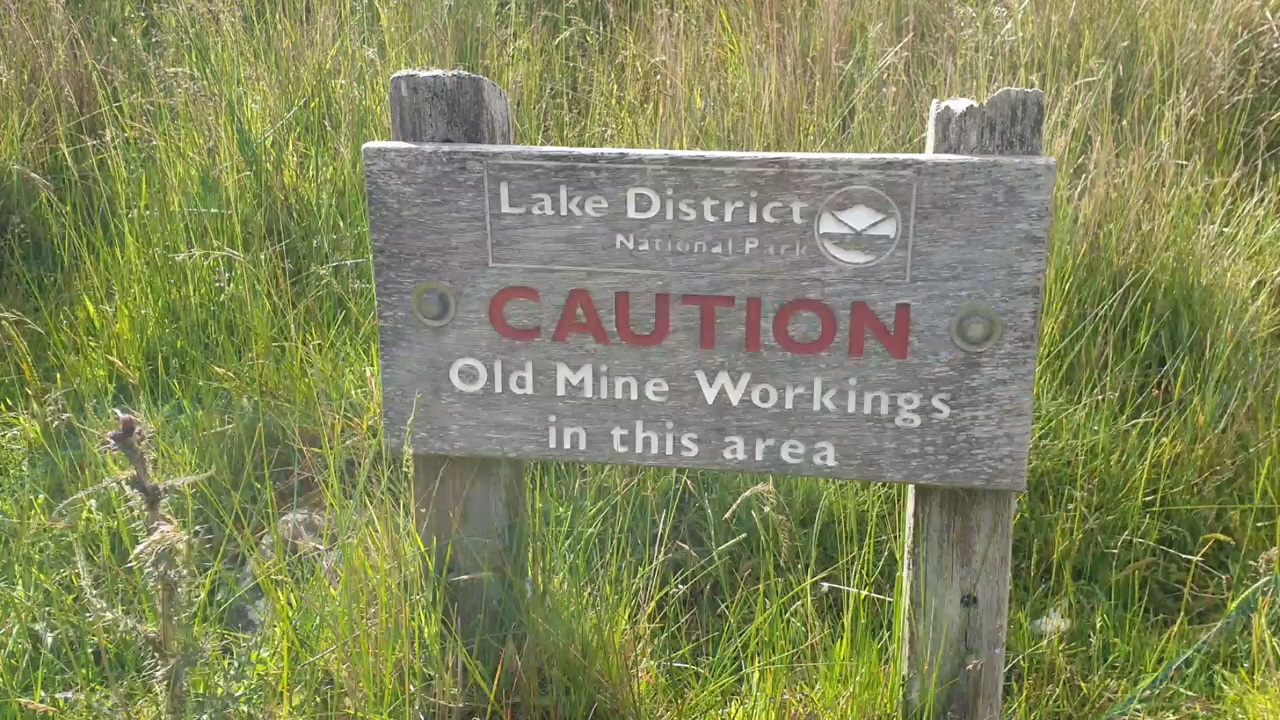 Lake District
National Park
CAUTION
Old Mine Workings
in this area